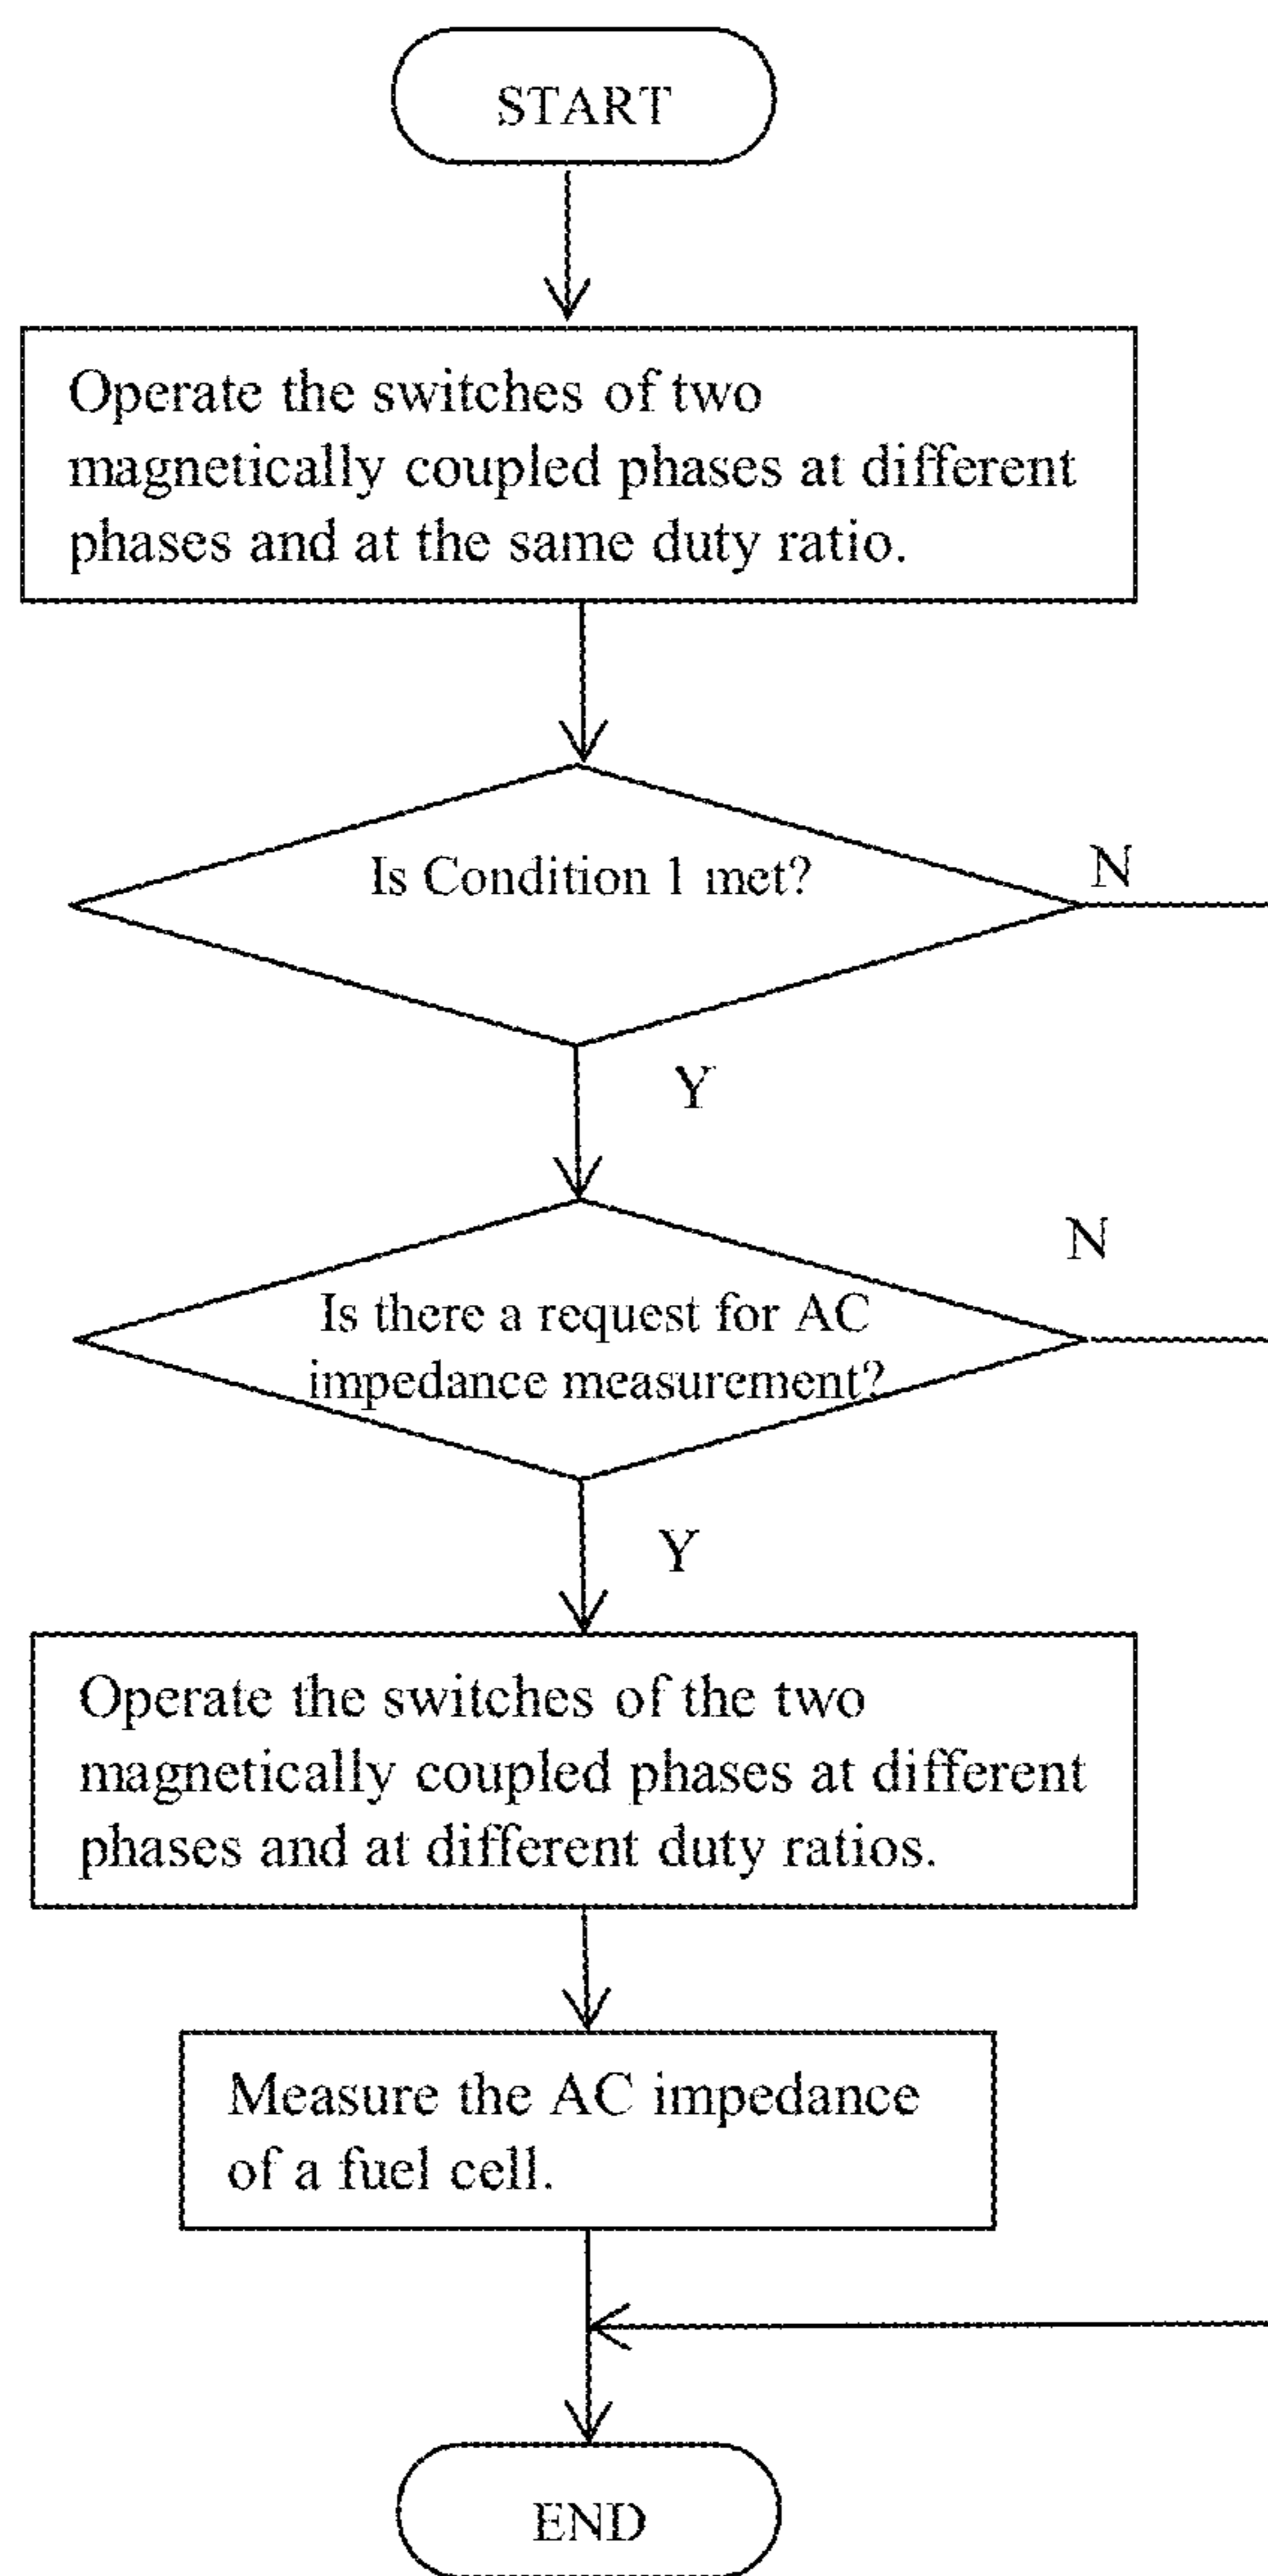 START
Operate the switches of two
magnetically coupled phases at different
phases and at the same duty ratio.
Is Condition 1 met?
N
Y
N
Is there a request for AC
impedance measurement?
Y
Operate the switches of the two
magnetically coupled phases at different
phases and at different duty ratios.
Measure the AC impedance
of a fuel cell.
END